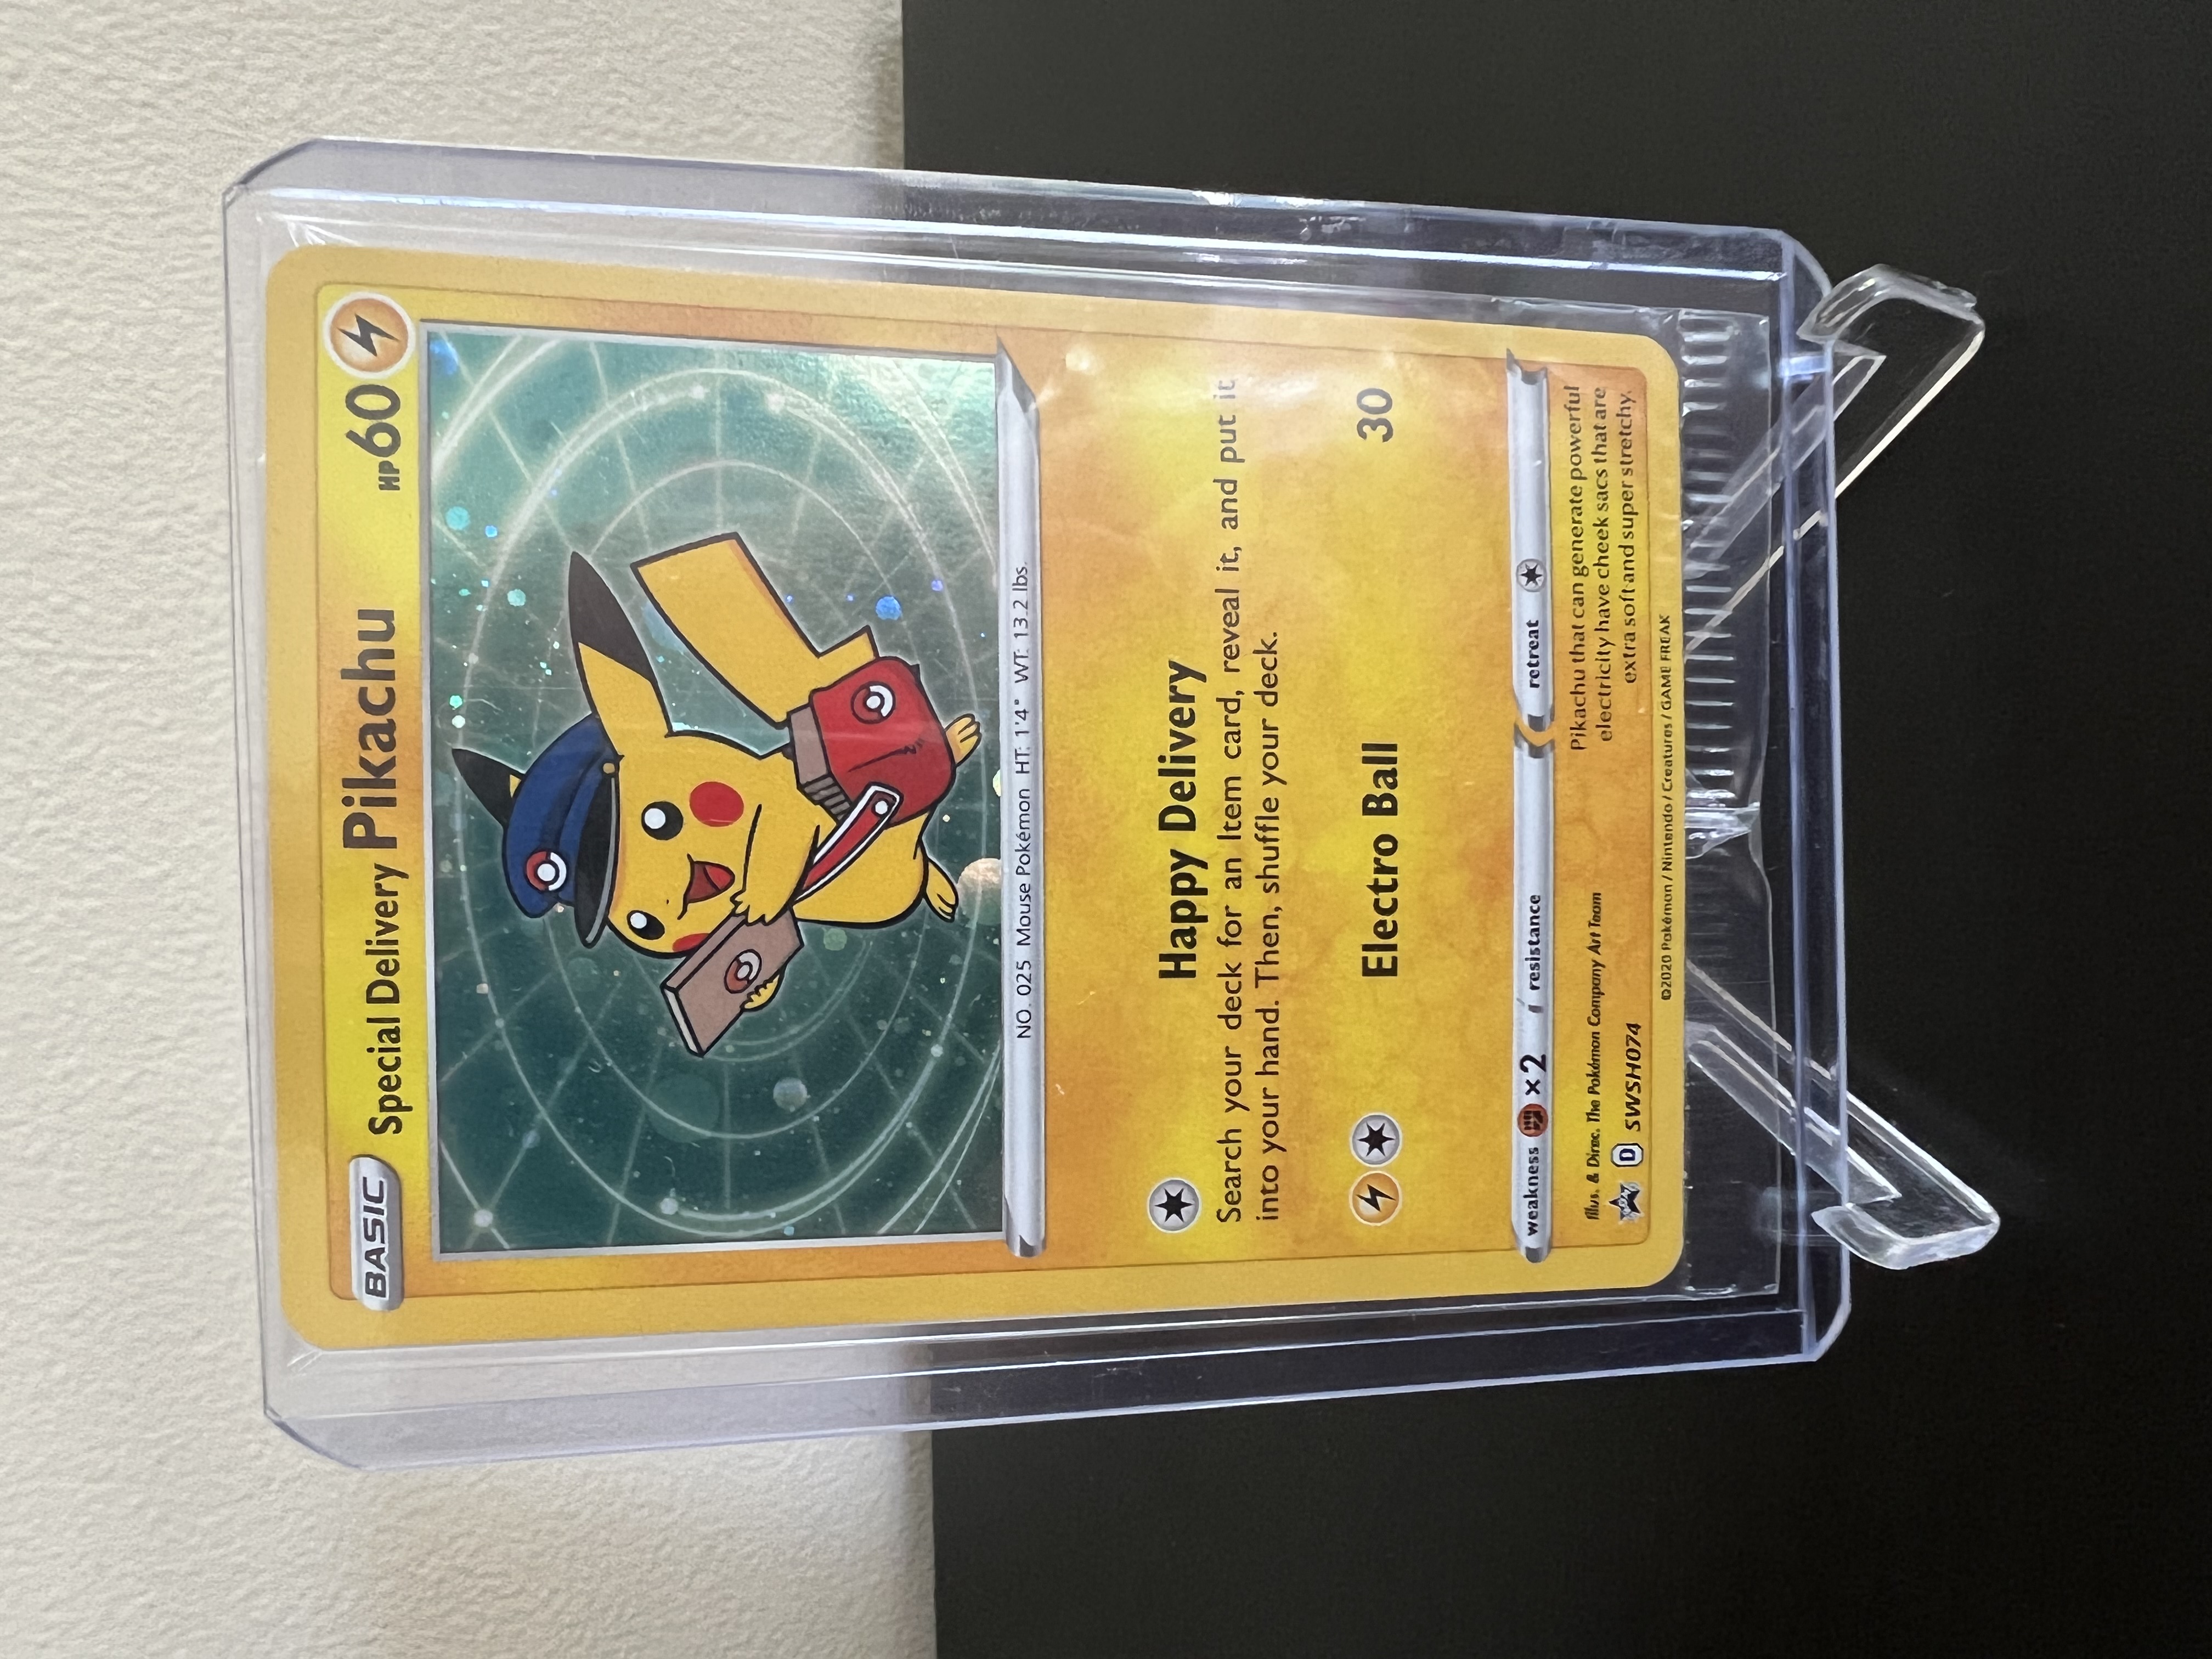 BASIC Special Delivery Pikachu HP 60
NO. 025 Mouse Pokémon HT: 1'4" WT: 13.2 lbs.
Happy Delivery
Search your deck for an Item card, reveal it, and put it
into your hand. Then, shuffle your deck.
Electro Ball 30
weakness ×2 resistance retreat
Illus. & Direc. The Pokémon Company Art Team
D SWSH074
Pikachu that can generate powerful
electricity have cheek sacs that are
extra soft and super stretchy.
©2020 Pokémon / Nintendo / Creatures / GAME FREAK